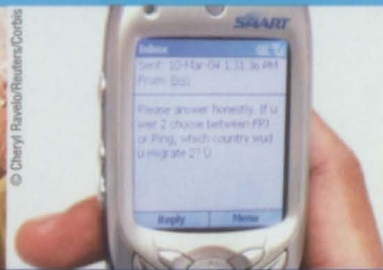 © Cheryl Ravelo/Reuters/Corbis
SMART
Inbox
Sent: 10-Mar-04 1:31:36 AM
From: Boo
Please answer honestly. If u
wer 2 choose between FPJ
or Ping, which country wud
u migrate 2? Ü
Reply Menu